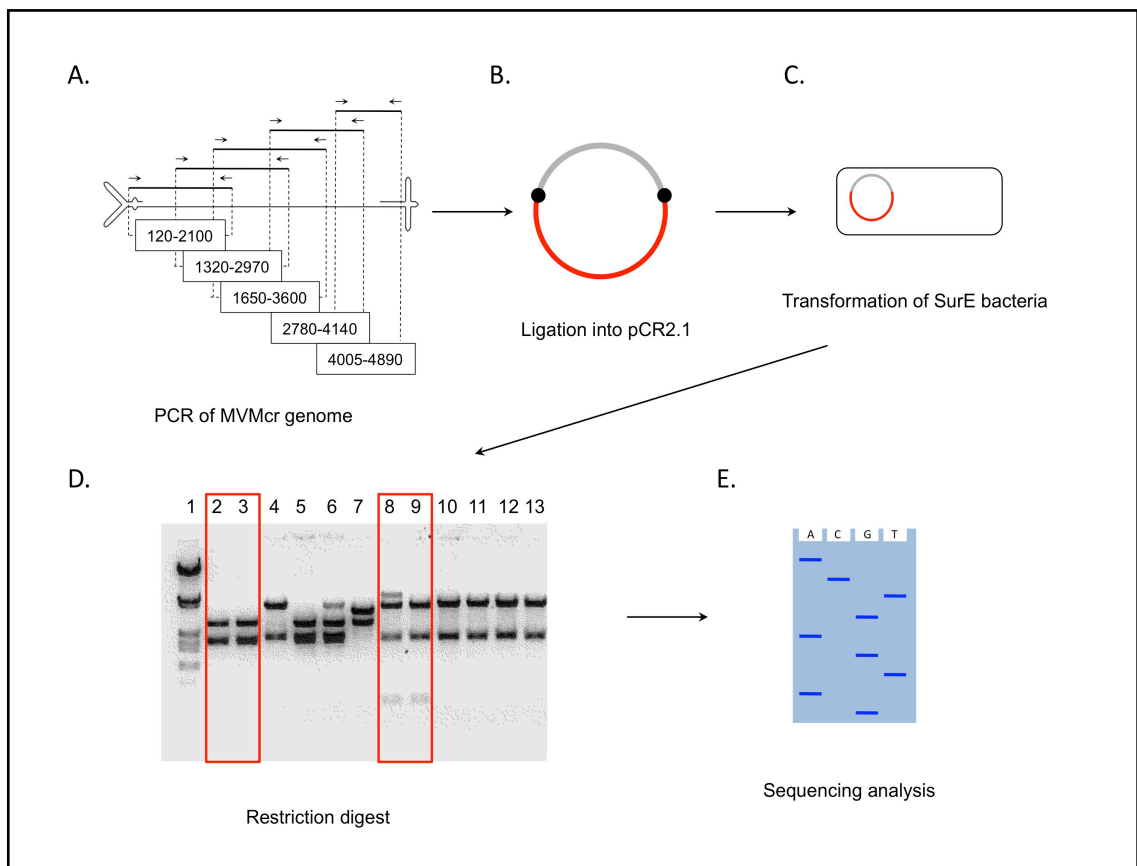 A.
B.
C.
120-2100
1320-2970
1650-3600
2780-4140
4005-4890
PCR of MVMcr genome
Ligation into pCR2.1
Transformation of SurE bacteria
D.
E.
1 2 3 4 5 6 7 8 9 10 11 12 13
A C G T
Restriction digest
Sequencing analysis